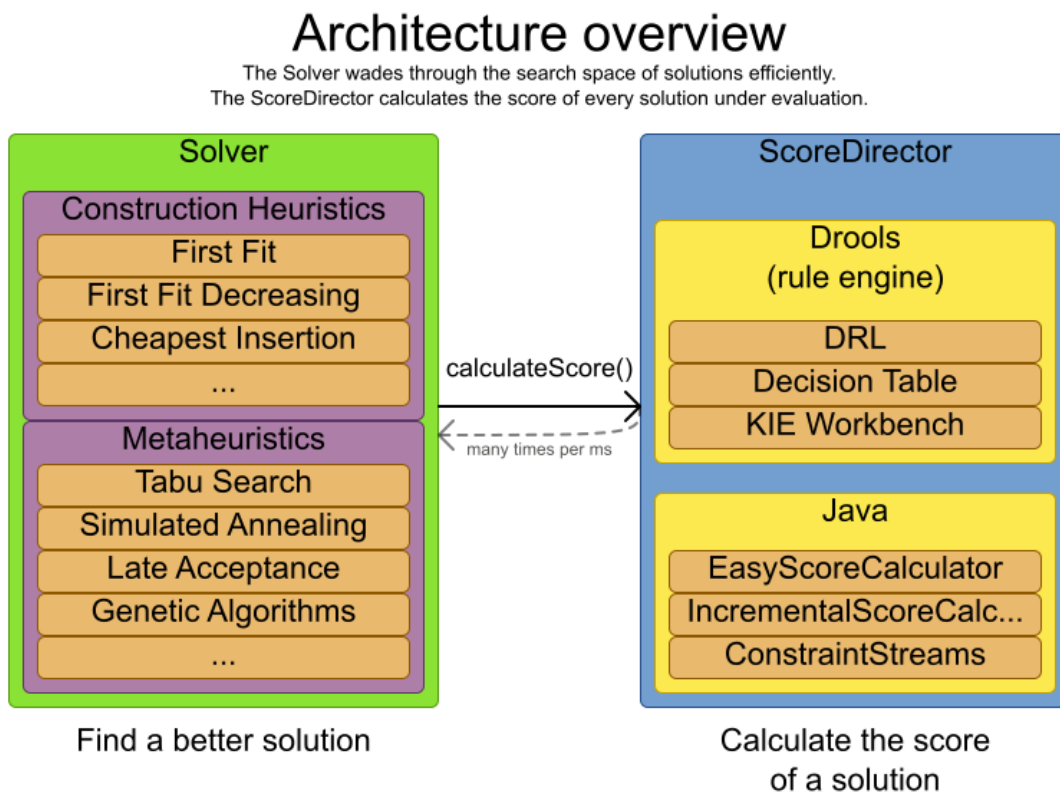 Architecture overview
The Solver wades through the search space of solutions efficiently.
The ScoreDirector calculates the score of every solution under evaluation.
Solver
Construction Heuristics
First Fit
First Fit Decreasing
Cheapest Insertion
...
Metaheuristics
Tabu Search
Simulated Annealing
Late Acceptance
Genetic Algorithms
...
Find a better solution
calculateScore()
many times per ms
ScoreDirector
Drools
(rule engine)
DRL
Decision Table
KIE Workbench
Java
EasyScoreCalculator
IncrementalScoreCalc...
ConstraintStreams
Calculate the score
of a solution